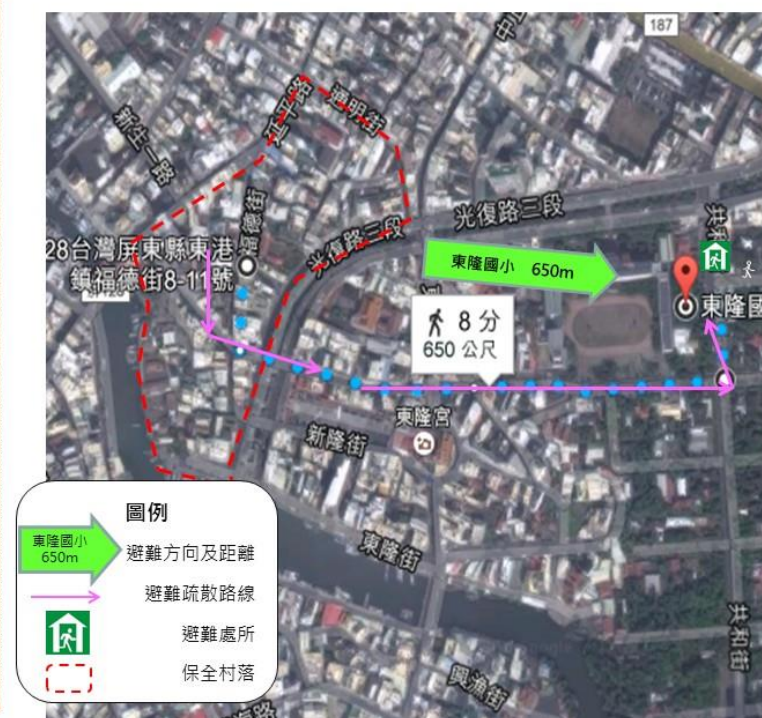 187
中山
延平路
通明街
新生一路
光復路三段
共和
28台灣屏東縣東港
鎮福德街8-11號
福德街
光復路三段
東隆國小 650m
東隆國
8 分
650 公尺
東隆宮
新隆街
東隆街
共和街
興漁街
圖例
東隆國小
650m
避難方向及距離
避難疏散路線
避難處所
保全村落